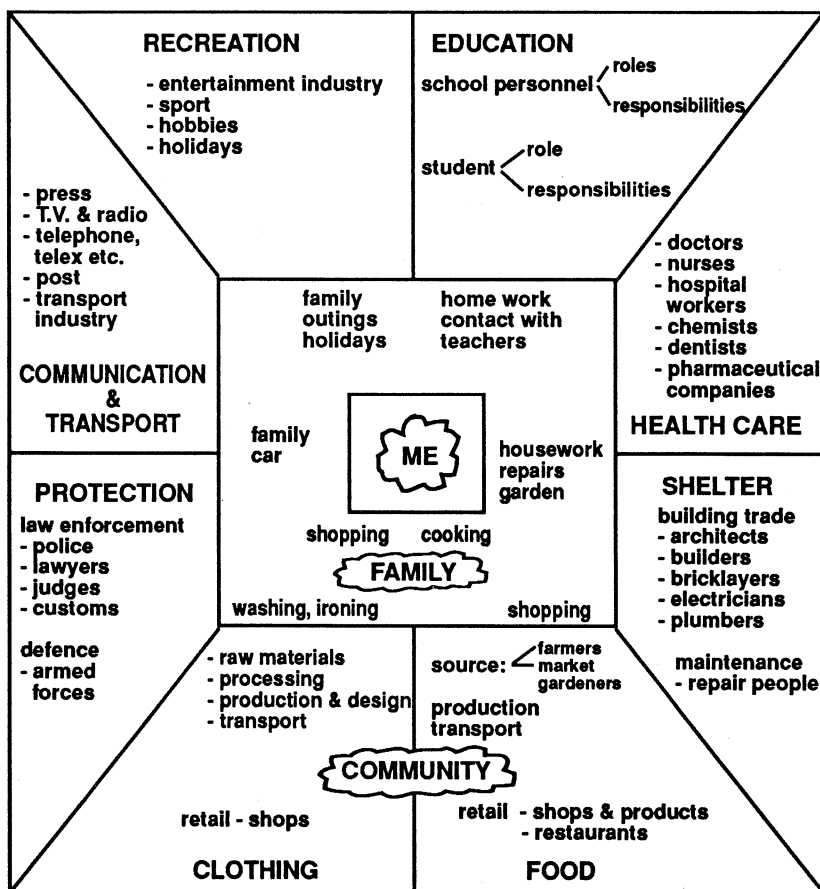 RECREATION
- entertainment industry
- sport
- hobbies
- holidays
EDUCATION
school personnel
roles
responsibilities
student
role
responsibilities
- press
- T.V. & radio
- telephone,
telex etc.
- post
- transport
industry
COMMUNICATION
&
TRANSPORT
- doctors
- nurses
- hospital
workers
- chemists
- dentists
- pharmaceutical
companies
HEALTH CARE
family
outings
holidays
home work
contact with
teachers
family
car
ME
housework
repairs
garden
shopping cooking
FAMILY
washing, ironing
shopping
PROTECTION
law enforcement
- police
- lawyers
- judges
- customs
defence
- armed
forces
SHELTER
building trade
- architects
- builders
- bricklayers
- electricians
- plumbers
maintenance
- repair people
- raw materials
- processing
- production & design
- transport
source:
farmers
market
gardeners
production
transport
COMMUNITY
retail - shops
CLOTHING
retail - shops & products
- restaurants
FOOD